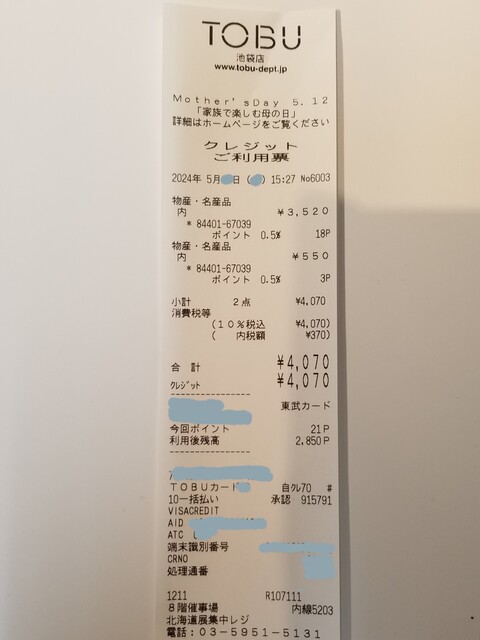 TOBU
池袋店
www.tobu-dept.jp
Mother'sDay 5.12
「家族で楽しむ母の日」
詳細はホームページをご覧ください
クレジット
ご利用票
2024年 5月 日 ( ) 15:27 No6003
物産・名産品
内 ¥3,520
* 84401-67039
ポイント 0.5% 18P
物産・名産品
内 ¥550
* 84401-67039
ポイント 0.5% 3P
小計 2点 ¥4,070
消費税等
(10%税込 ¥4,070)
( 内税額 ¥370)
合 計 ¥4,070
クレジット ¥4,070
東武カード
今回ポイント 21P
利用後残高 2,850P
TOBUカード 自クレ70 #
10一括払い 承認 915791
VISACREDIT
AID
ATC
端末識別番号
CRNO
処理通番
1211 R107111
8階催事場 内線5203
北海道展集中レジ
電話:03-5951-5131